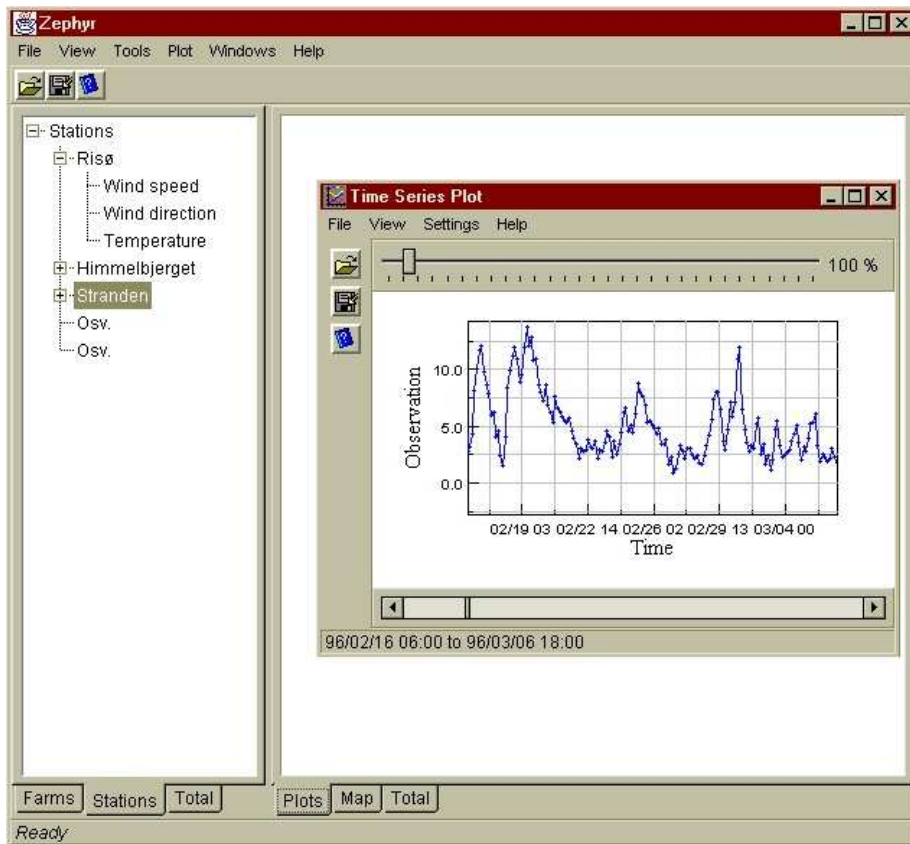 Zephyr
File View Tools Plot Windows Help
Stations
Risø
Wind speed
Wind direction
Temperature
Himmelbjerget
Stranden
Osv.
Osv.
Time Series Plot
File View Settings Help
100 %
10.0
5.0
0.0
Observation
02/19 03 02/22 14 02/26 02 02/29 13 03/04 00
Time
96/02/16 06:00 to 96/03/06 18:00
Farms Stations Total
Plots Map Total
Ready